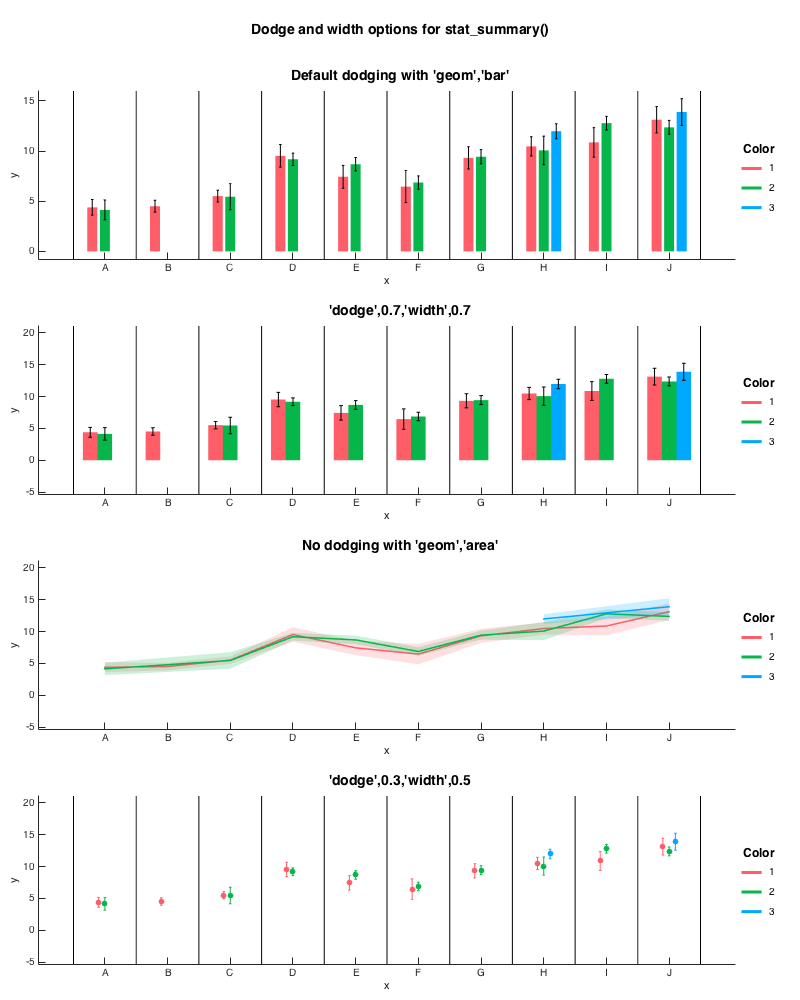 Dodge and width options for stat_summary()
Default dodging with 'geom','bar'
15
10
5
0
y
A B C D E F G H I J
x
Color
1
2
3
'dodge',0.7,'width',0.7
20
15
10
5
0
-5
y
A B C D E F G H I J
x
Color
1
2
3
No dodging with 'geom','area'
20
15
10
5
0
-5
y
A B C D E F G H I J
x
Color
1
2
3
'dodge',0.3,'width',0.5
20
15
10
5
0
-5
y
A B C D E F G H I J
x
Color
1
2
3